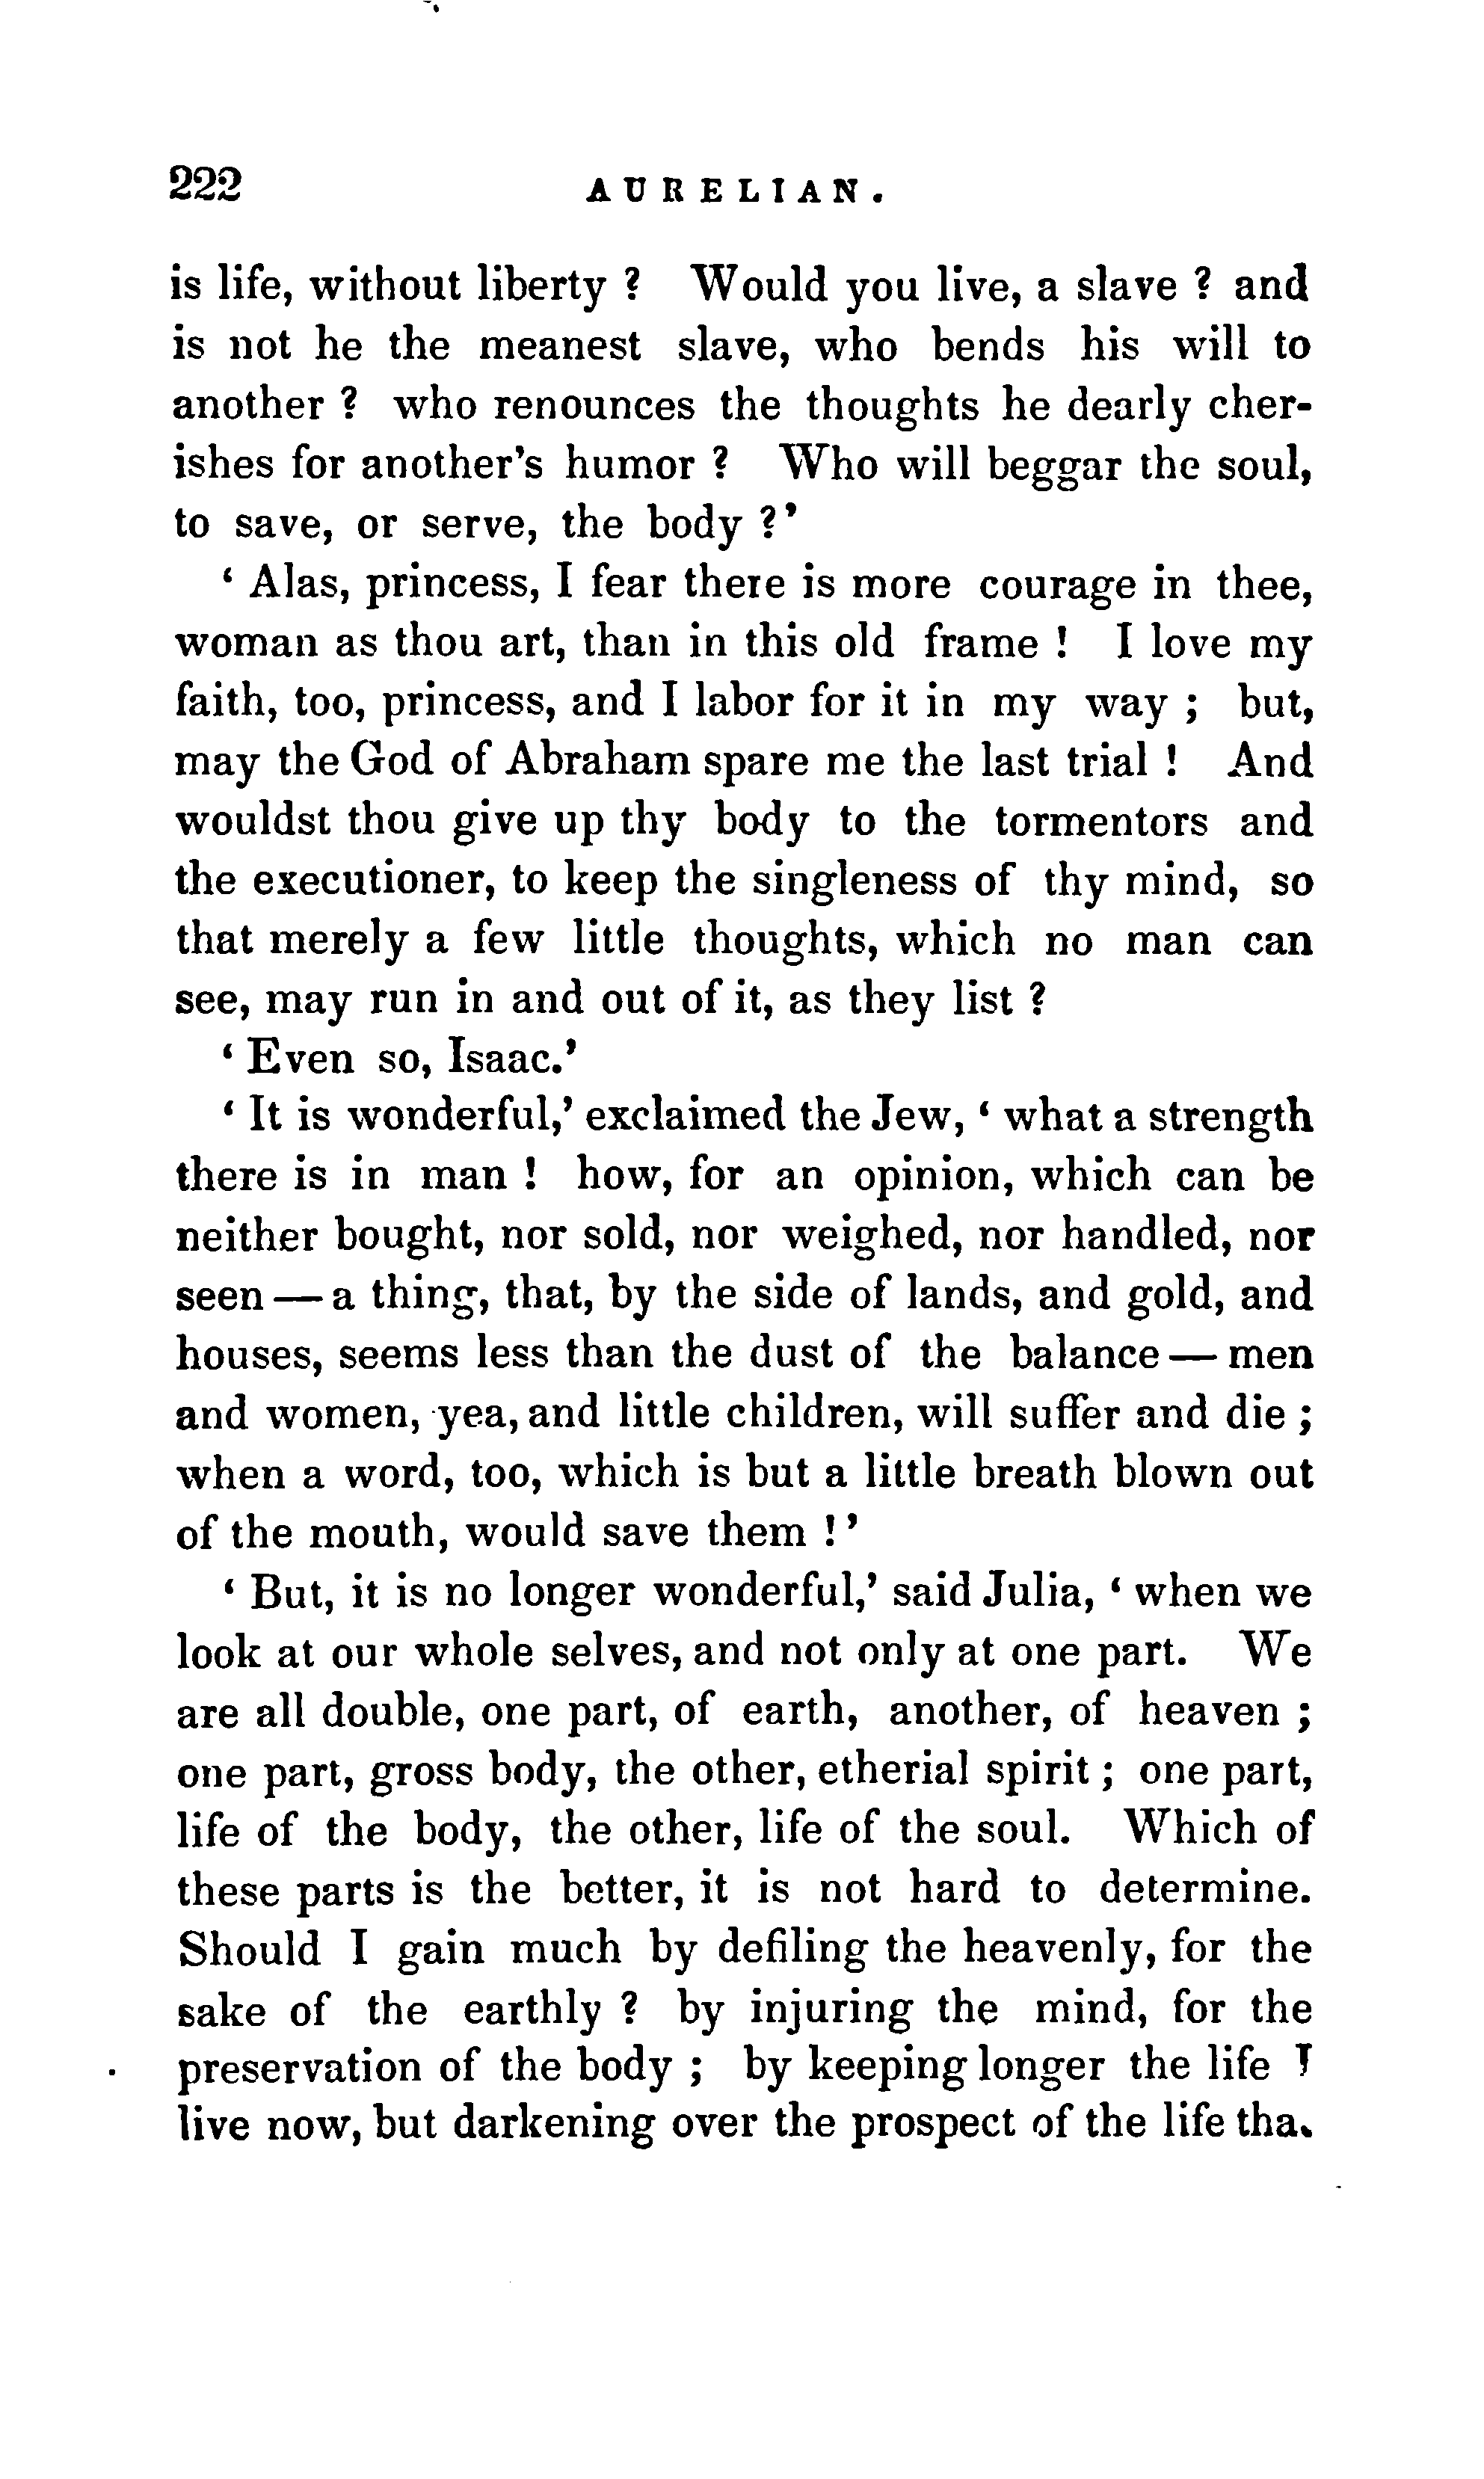 222 AURELIAN.
is life, without liberty ? Would you live, a slave ? and
is not he the meanest slave, who bends his will to
another ? who renounces the thoughts he dearly cher-
ishes for another's humor ? Who will beggar the soul,
to save, or serve, the body ?'
' Alas, princess, I fear there is more courage in thee,
woman as thou art, than in this old frame ! I love my
faith, too, princess, and I labor for it in my way ; but,
may the God of Abraham spare me the last trial ! And
wouldst thou give up thy body to the tormentors and
the executioner, to keep the singleness of thy mind, so
that merely a few little thoughts, which no man can
see, may run in and out of it, as they list ?
' Even so, Isaac.'
' It is wonderful,' exclaimed the Jew, ' what a strength
there is in man ! how, for an opinion, which can be
neither bought, nor sold, nor weighed, nor handled, nor
seen — a thing, that, by the side of lands, and gold, and
houses, seems less than the dust of the balance — men
and women, yea, and little children, will suffer and die ;
when a word, too, which is but a little breath blown out
of the mouth, would save them !'
' But, it is no longer wonderful,' said Julia, ' when we
look at our whole selves, and not only at one part. We
are all double, one part, of earth, another, of heaven ;
one part, gross body, the other, etherial spirit ; one part,
life of the body, the other, life of the soul. Which of
these parts is the better, it is not hard to determine.
Should I gain much by defiling the heavenly, for the
sake of the earthly ? by injuring the mind, for the
preservation of the body ; by keeping longer the life I
live now, but darkening over the prospect of the life that